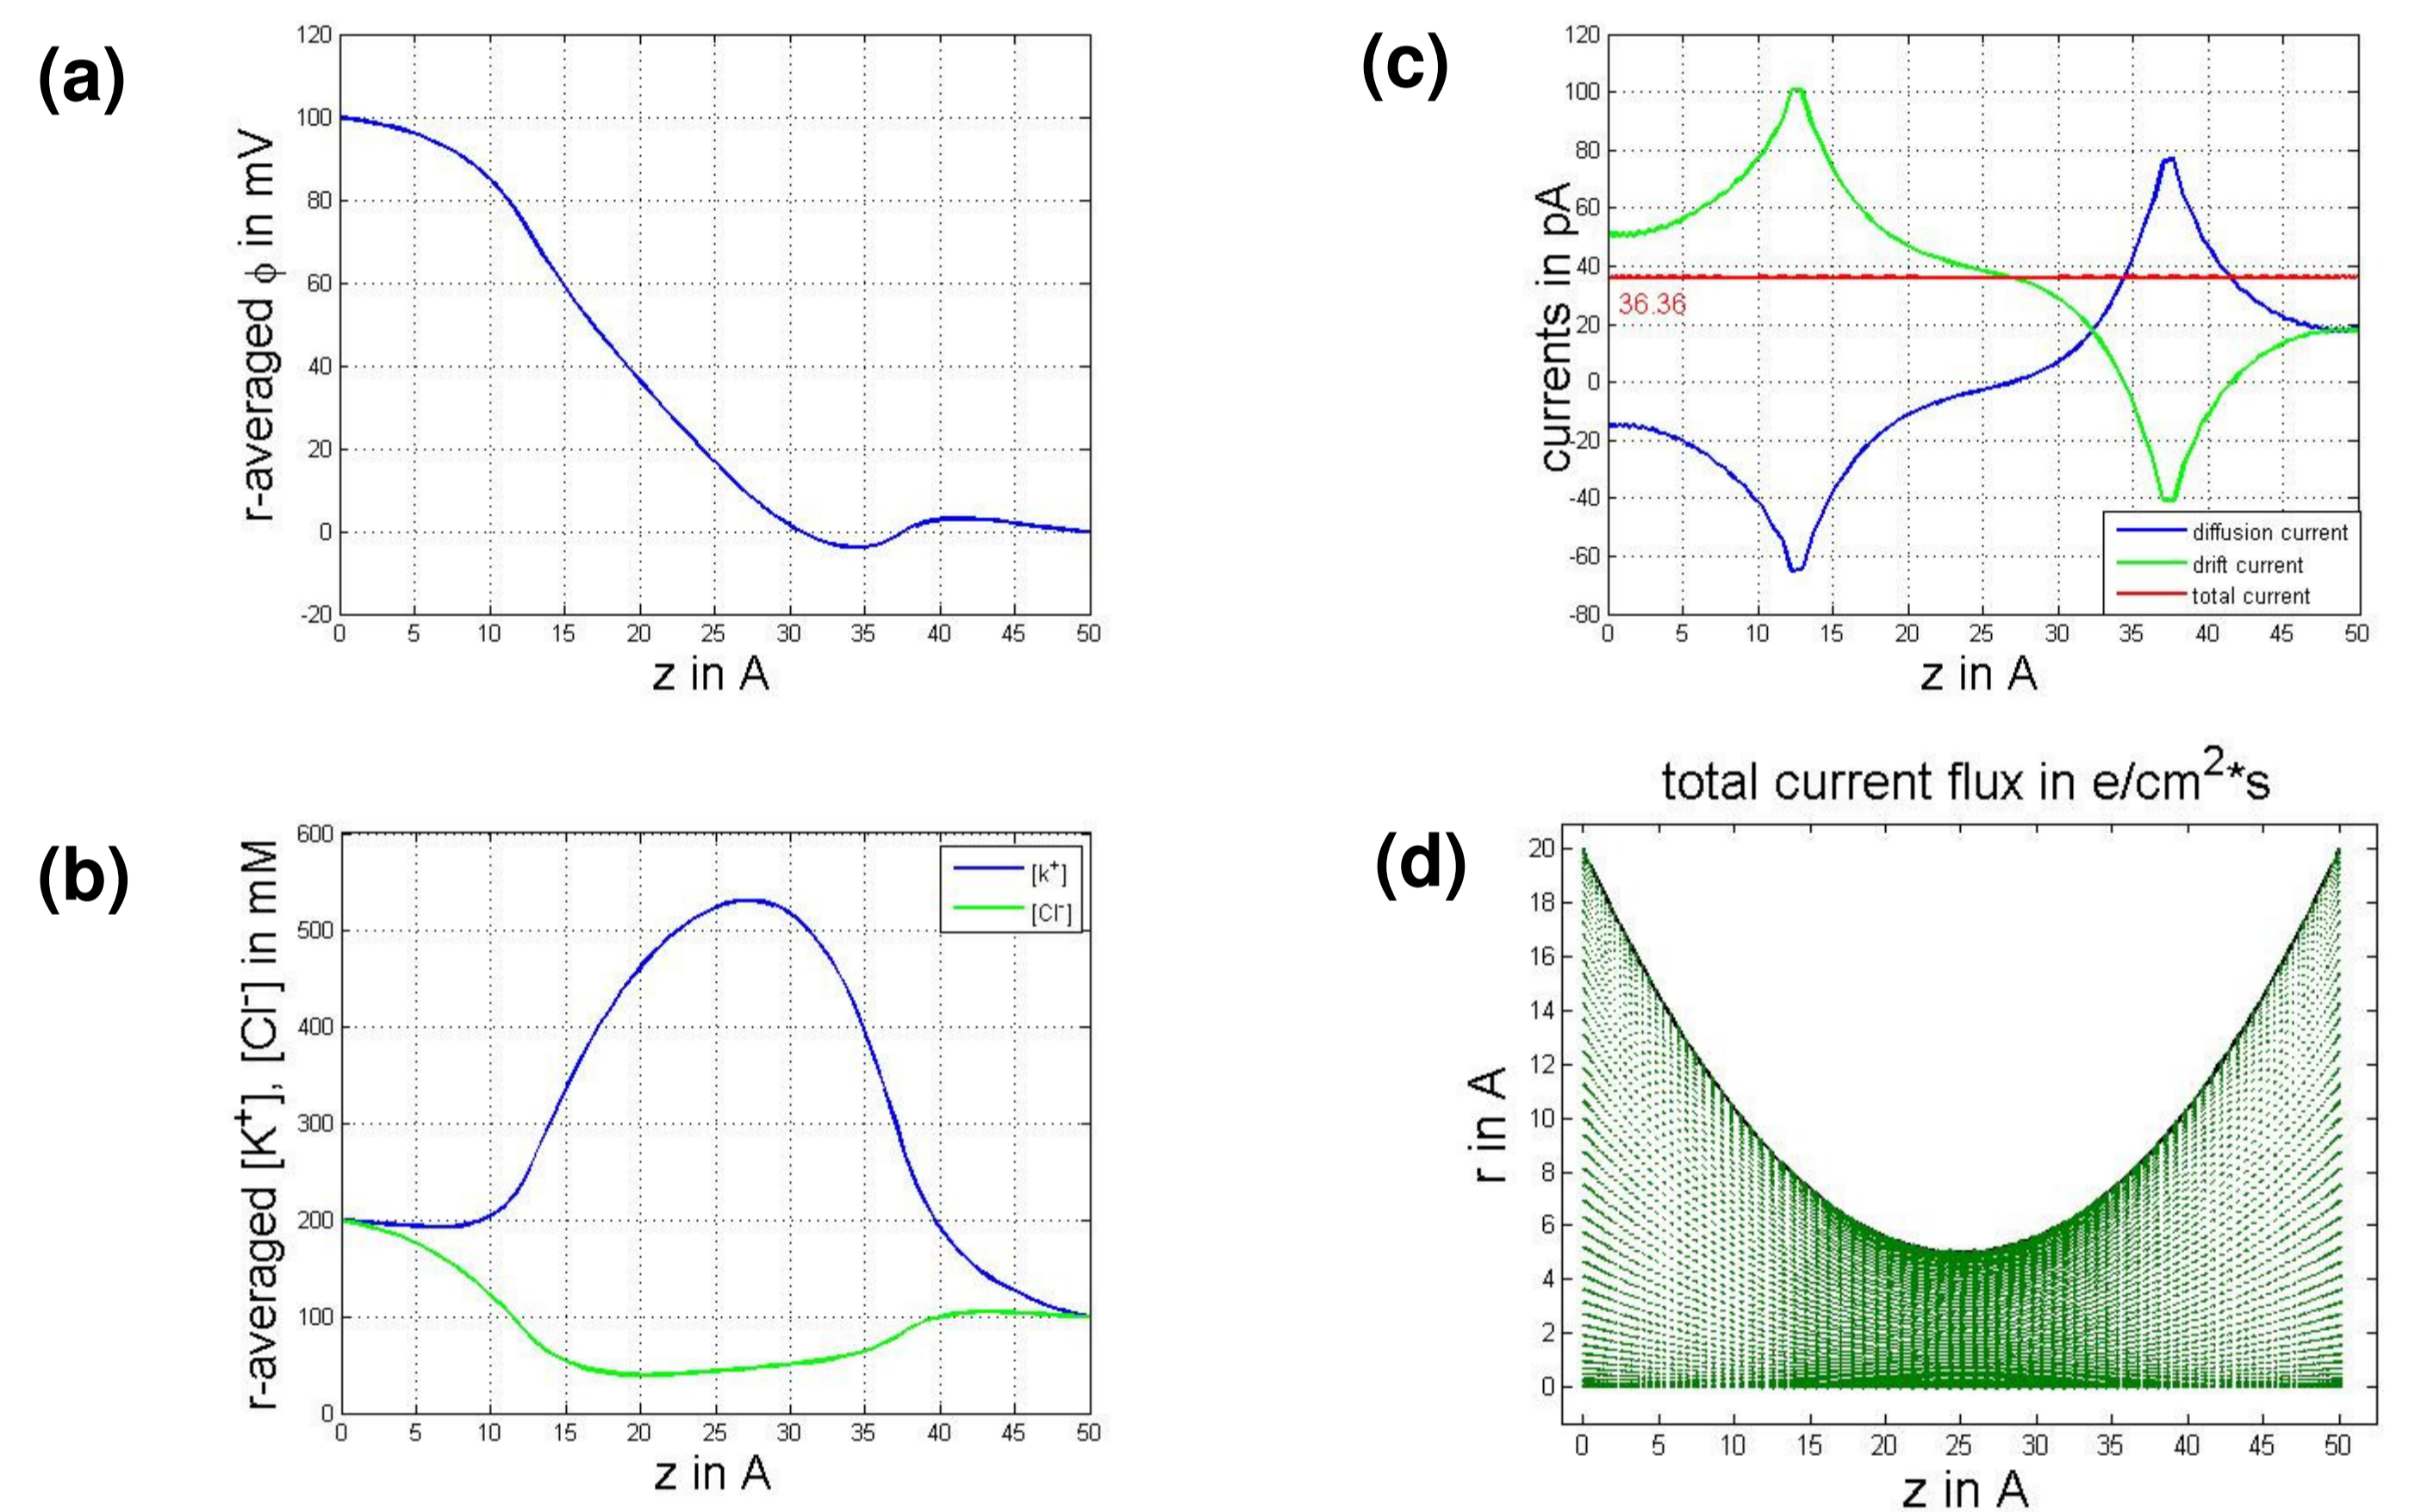 (a)
120
100
80
60
40
20
0
-20
r-averaged ϕ in mV
0 5 10 15 20 25 30 35 40 45 50
z in A
(c)
120
100
80
60
40
20
0
-20
-40
-60
-80
currents in pA
36.36
diffusion current
drift current
total current
0 5 10 15 20 25 30 35 40 45 50
z in A
(b)
600
500
400
300
200
100
0
r-averaged [K⁺], [Cl⁻] in mM
[k⁺]
[Cl⁻]
0 5 10 15 20 25 30 35 40 45 50
z in A
(d)
total current flux in e/cm²*s
20
18
16
14
12
10
8
6
4
2
0
r in A
0 5 10 15 20 25 30 35 40 45 50
z in A